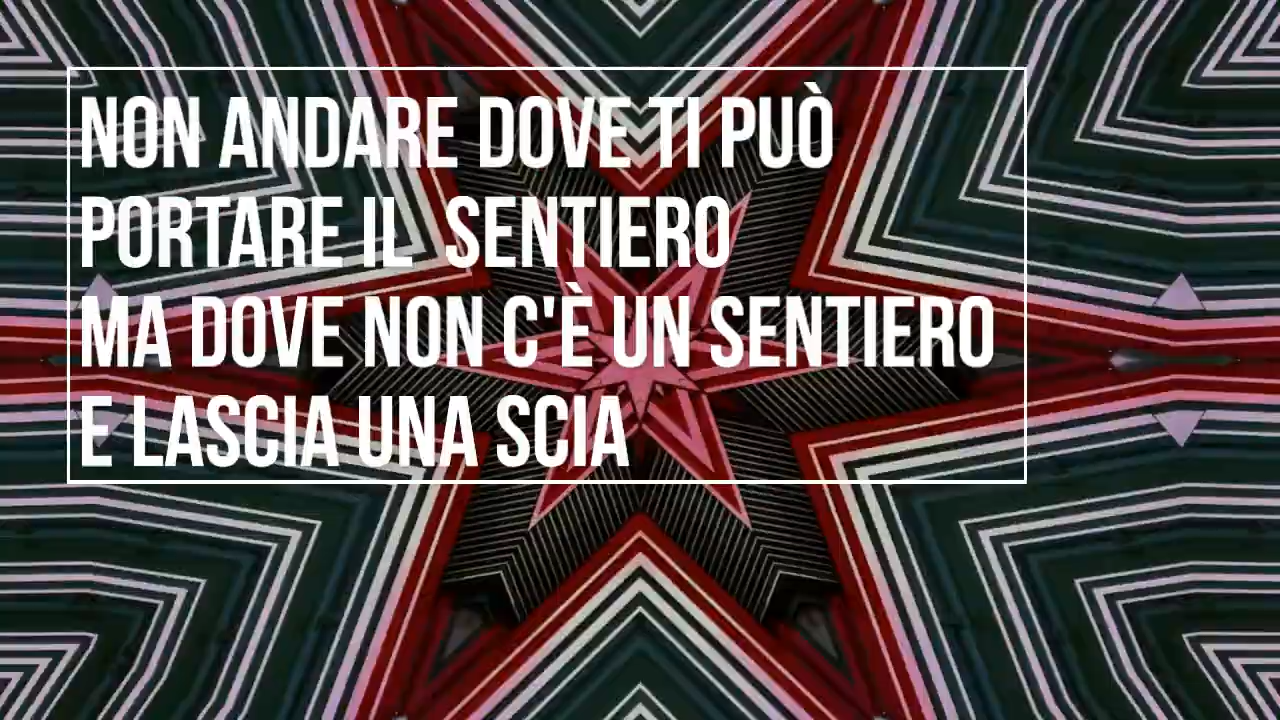 NON ANDARE DOVE TI PUÒ
PORTARE IL  SENTIERO
MA DOVE NON C'È UN SENTIERO
E LASCIA UNA SCIA